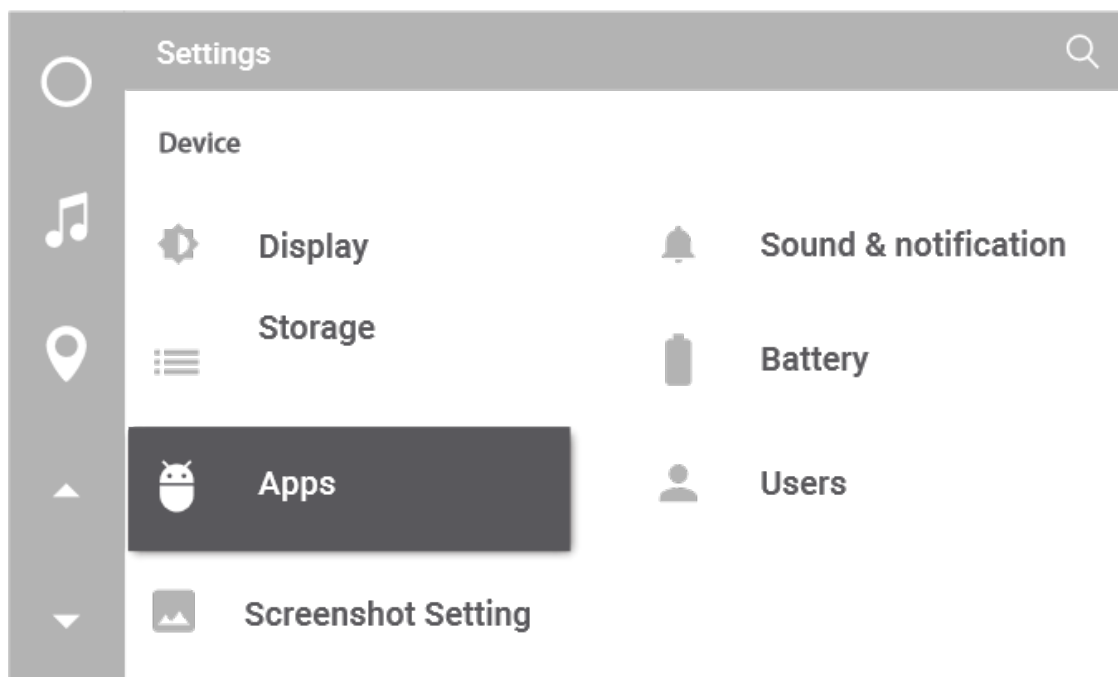 Settings
Device
Display
Sound & notification
Storage
Battery
Apps
Users
Screenshot Setting